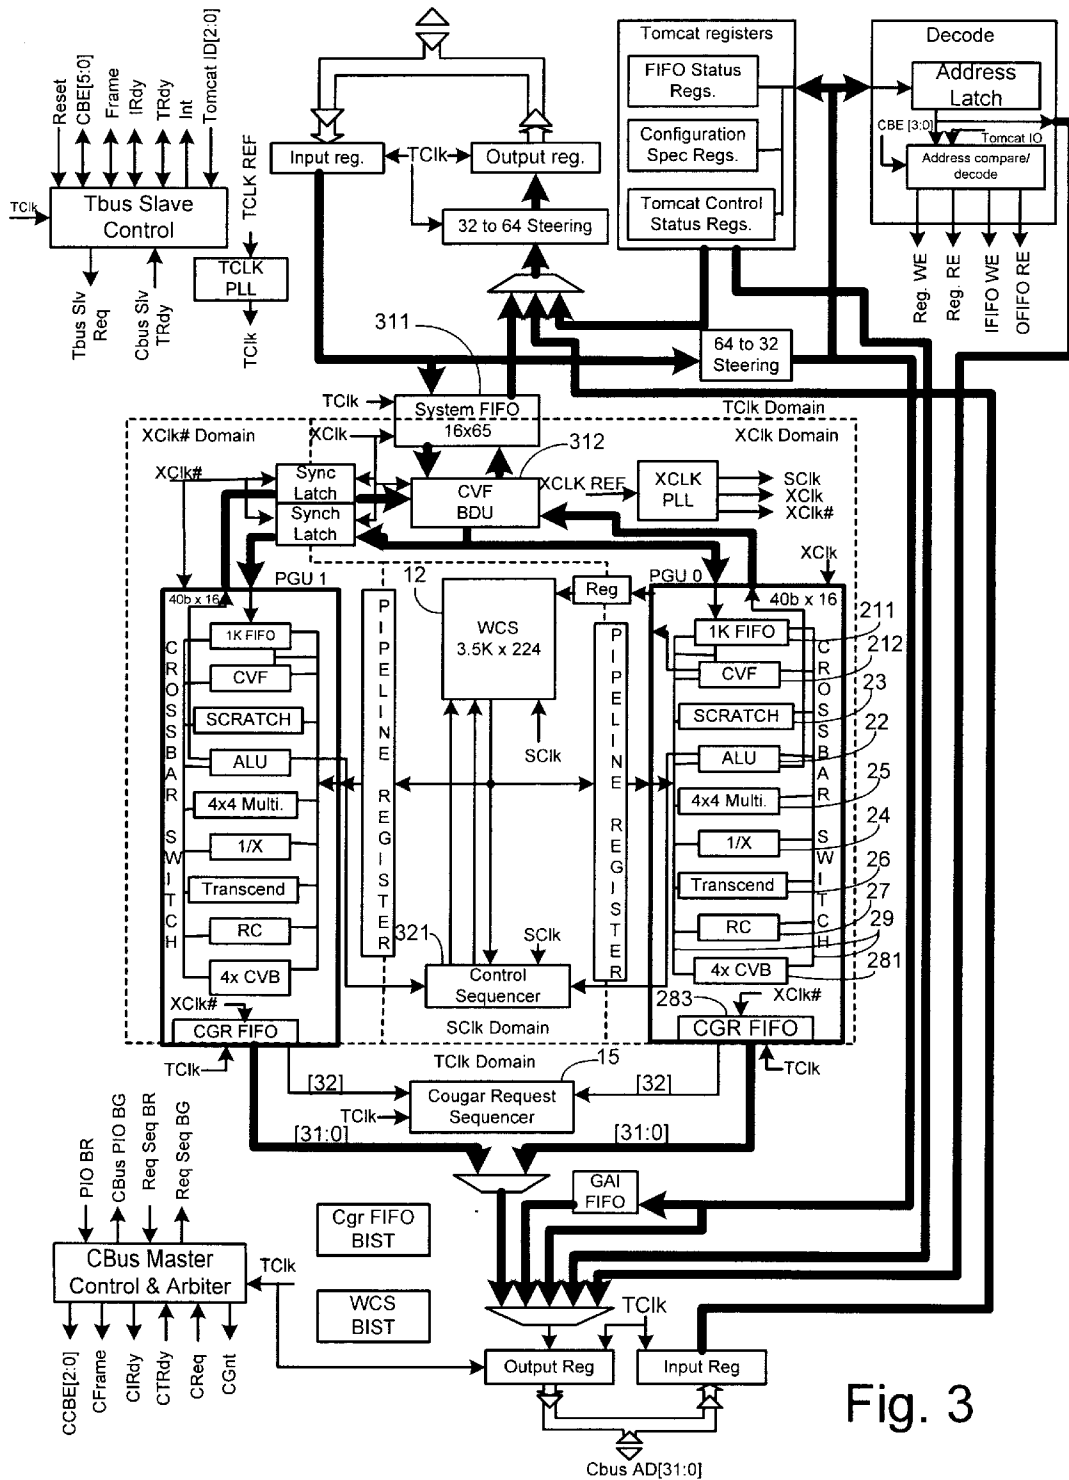 Reset
CBE[5:0]
Frame
IRdy
TRdy
Int
Tomcat ID[2:0]
TClk
Tbus Slave
Control
Tbus Slv
Req
Cbus Slv
TRdy
TCLK REF
TCLK
PLL
TClk
Input reg.
TClk
Output reg.
32 to 64 Steering
Tomcat registers
FIFO Status
Regs.
Configuration
Spec Regs.
Tomcat Control
Status Regs.
Decode
Address
Latch
CBE [3:0]
Tomcat IO
Address compare/
decode
Reg. WE
Reg. RE
IFIFO WE
OFIFO RE
311
64 to 32
Steering
TClk
System FIFO
16x65
TClk Domain
XClk# Domain
XClk
312
XClk Domain
XClk#
Sync
Latch
Synch
Latch
CVF
BDU
XCLK REF
XCLK
PLL
SClk
XClk
XClk#
XClk
PGU 1
40b x 16
CROSSBAR SWITCH
1K FIFO
CVF
SCRATCH
ALU
4x4 Multi.
1/X
Transcend
RC
4x CVB
XClk#
CGR FIFO
TClk
PIPELINE REGISTER
12
WCS
3.5K x 224
Reg
SClk
PIPELINE REGISTER
321
SClk
Control
Sequencer
SClk Domain
PGU 0
40b x 16
1K FIFO
CVF
SCRATCH
ALU
4x4 Multi.
1/X
Transcend
RC
4x CVB
CROSSBAR SWITCH
211
212
23
22
25
24
26
27
29
281
283
XClk#
CGR FIFO
TClk
TClk Domain
15
[32]
Cougar Request
Sequencer
[32]
TClk
[31:0]
[31:0]
GAI
FIFO
PIO BR
CBus PIO BG
Req Seq BR
Req Seq BG
CBus Master
Control & Arbiter
TClk
CCBE[2:0]
CFrame
CIRdy
CTRdy
CReq
CGnt
Cgr FIFO
BIST
WCS
BIST
TClk
Output Reg
Input Reg
Cbus AD[31:0]
Fig. 3